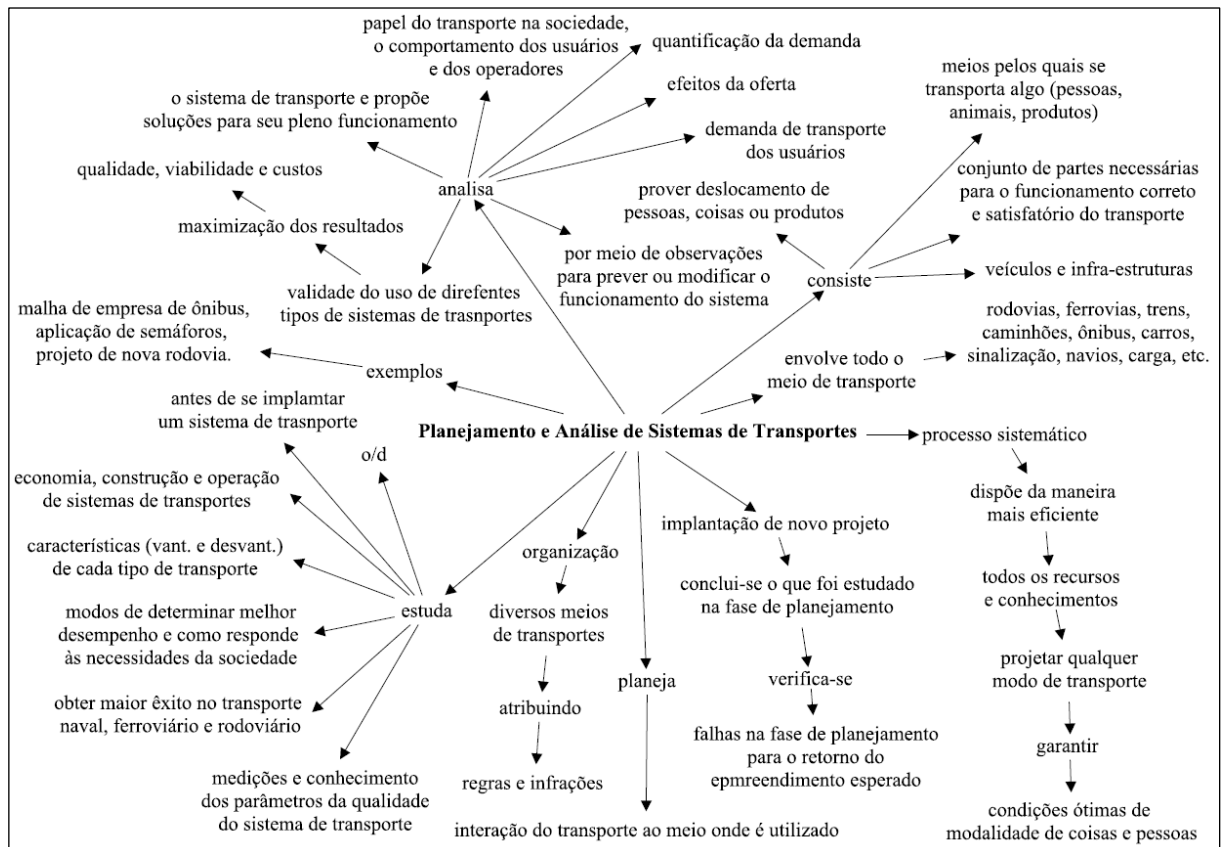 papel do transporte na sociedade,
o comportamento dos usuários
e dos operadores
quantificação da demanda
efeitos da oferta
demanda de transporte
dos usuários
o sistema de transporte e propõe
soluções para seu pleno funcionamento
qualidade, viabilidade e custos
maximização dos resultados
validade do uso de direfentes
tipos de sistemas de trasnportes
analisa
por meio de observações
para prever ou modificar o
funcionamento do sistema
meios pelos quais se
transporta algo (pessoas,
animais, produtos)
conjunto de partes necessárias
para o funcionamento correto
e satisfatório do transporte
prover deslocamento de
pessoas, coisas ou produtos
consiste
veículos e infra-estruturas
envolve todo o
meio de transporte
rodovias, ferrovias, trens,
caminhões, ônibus, carros,
sinalização, navios, carga, etc.
malha de empresa de ônibus,
aplicação de semáforos,
projeto de nova rodovia.
exemplos
Planejamento e Análise de Sistemas de Transportes
processo sistemático
dispõe da maneira
mais eficiente
todos os recursos
e conhecimentos
projetar qualquer
modo de transporte
garantir
condições ótimas de
modalidade de coisas e pessoas
antes de se implamtar
um sistema de trasnporte
o/d
economia, construção e operação
de sistemas de transportes
características (vant. e desvant.)
de cada tipo de transporte
estuda
modos de determinar melhor
desempenho e como responde
às necessidades da sociedade
obter maior êxito no transporte
naval, ferroviário e rodoviário
medições e conhecimento
dos parâmetros da qualidade
do sistema de transporte
organização
diversos meios
de transportes
atribuindo
regras e infrações
planeja
interação do transporte ao meio onde é utilizado
implantação de novo projeto
conclui-se o que foi estudado
na fase de planejamento
verifica-se
falhas na fase de planejamento
para o retorno do
epmreendimento esperado